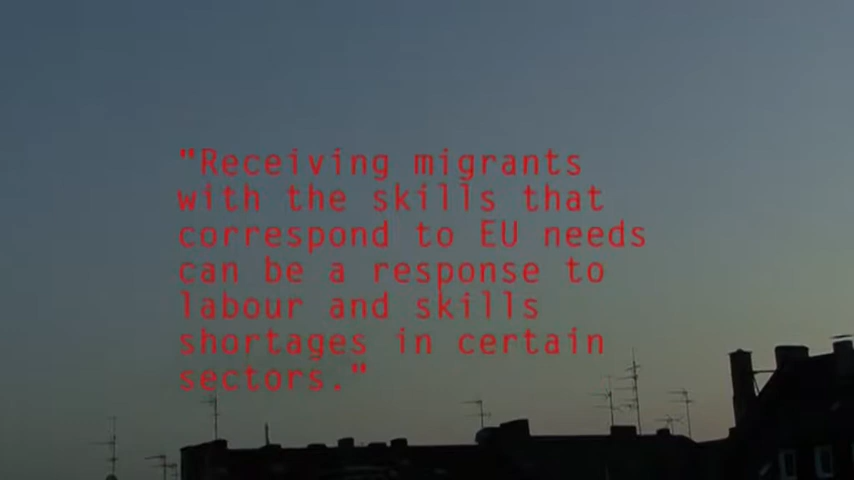 "Receiving migrants
with the skills that
correspond to EU needs
can be a response to
labour and skills
shortages in certain
sectors."